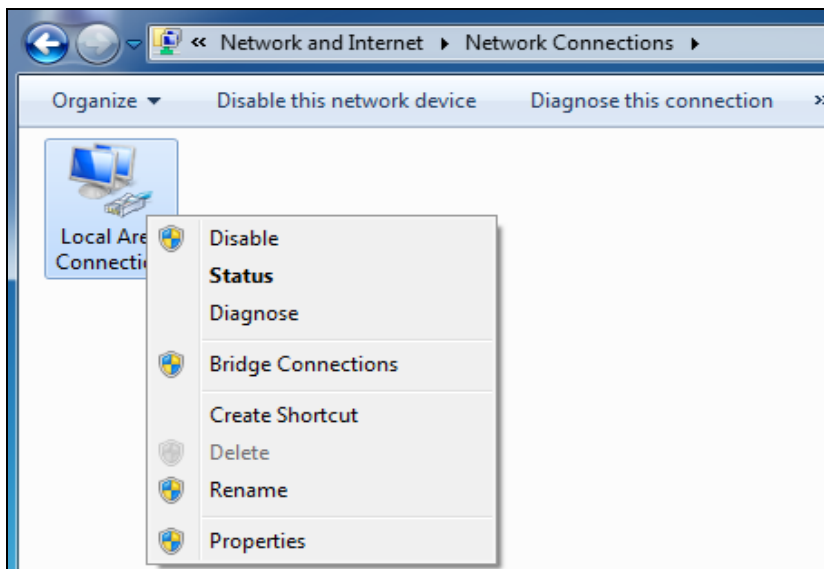 « Network and Internet ▸ Network Connections ▸
Organize ▾ Disable this network device Diagnose this connection »
Local Are
Connecti
Disable
Status
Diagnose
Bridge Connections
Create Shortcut
Delete
Rename
Properties